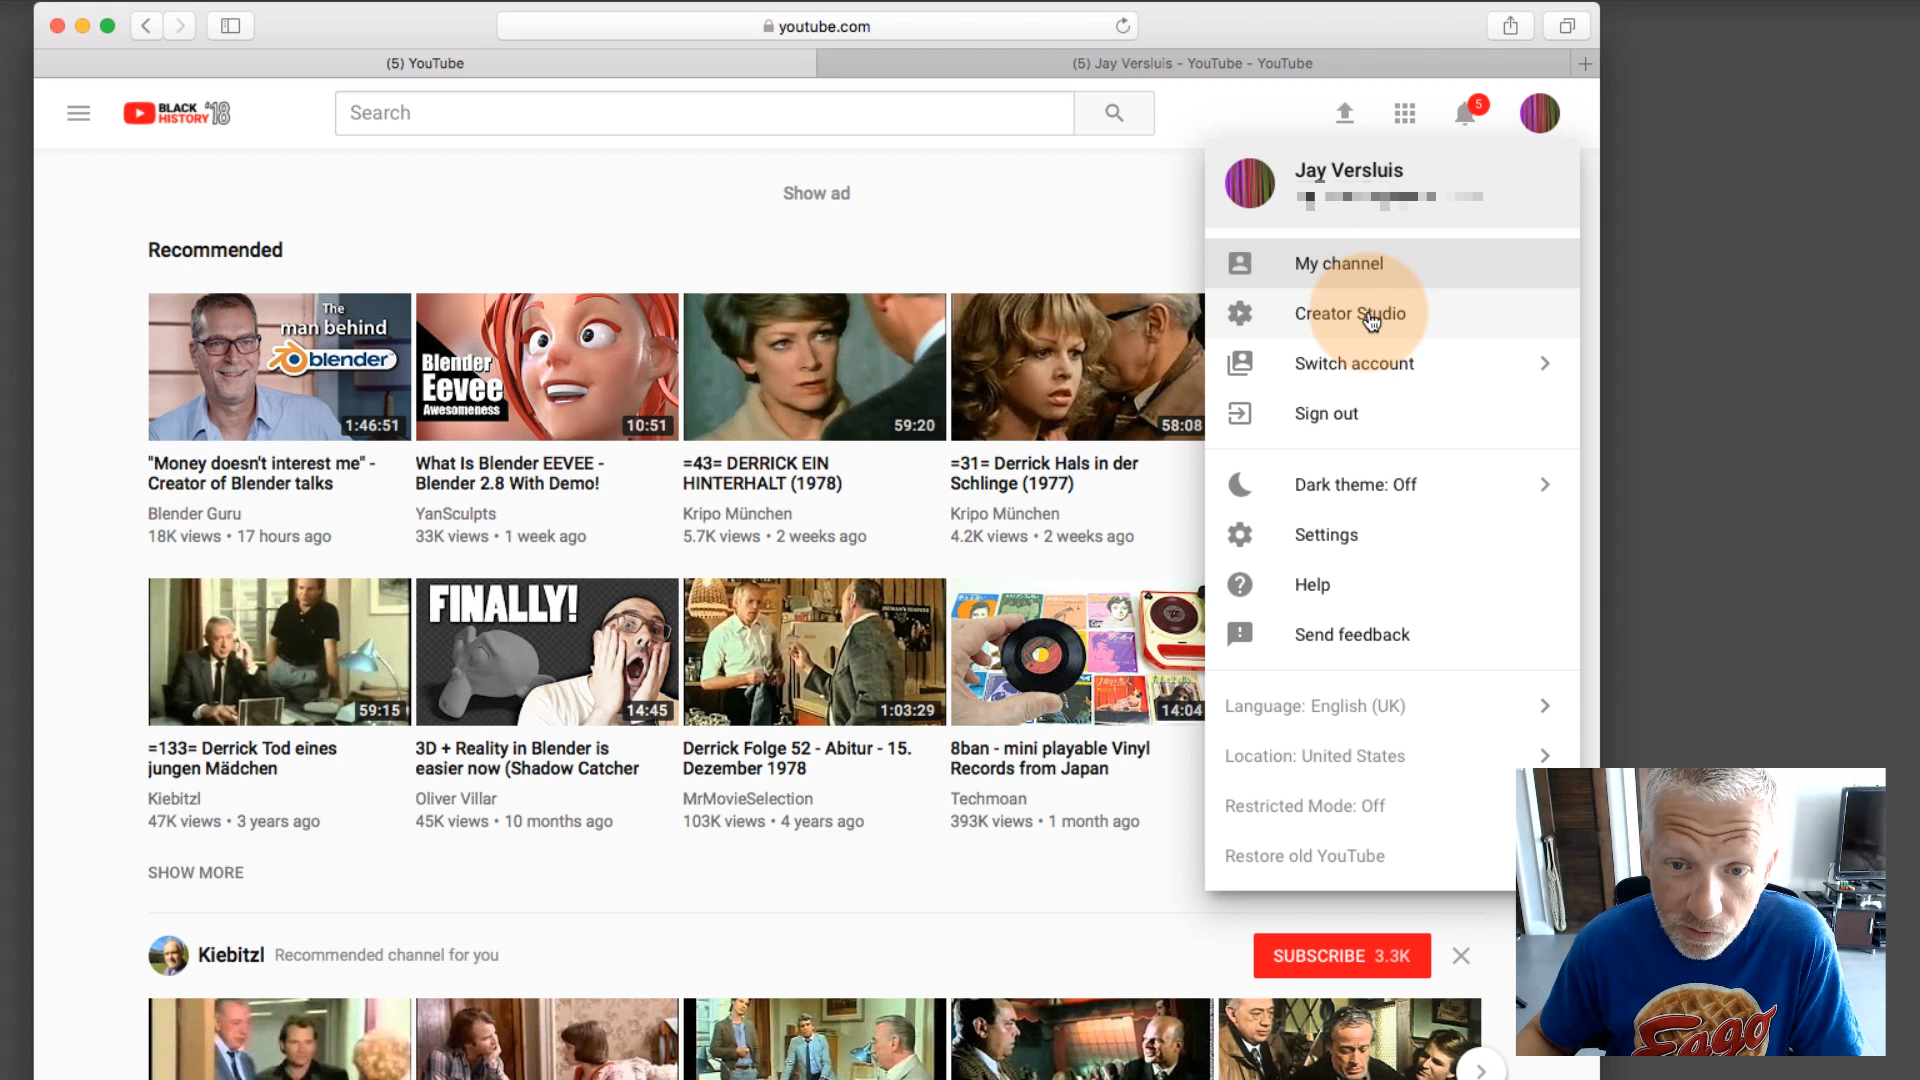 youtube.com
(5) YouTube
(5) Jay Versluis - YouTube - YouTube
BLACK HISTORY '18
Search
5
Jay Versluis
Show ad
Recommended
My channel
Creator Studio
Switch account
Sign out
Dark theme: Off
Settings
Help
Send feedback
Language: English (UK)
Location: United States
Restricted Mode: Off
Restore old YouTube
The
man behind
blender
1:46:51
Blender
Eevee
Awesomeness
10:51
59:20
58:08
"Money doesn't interest me" -
Creator of Blender talks
Blender Guru
18K views • 17 hours ago
What Is Blender EEVEE -
Blender 2.8 With Demo!
YanSculpts
33K views • 1 week ago
=43= DERRICK EIN
HINTERHALT (1978)
Kripo München
5.7K views • 2 weeks ago
=31= Derrick Hals in der
Schlinge (1977)
Kripo München
4.2K views • 2 weeks ago
59:15
FINALLY!
14:45
1:03:29
14:04
=133= Derrick Tod eines
jungen Mädchen
Kiebitzl
47K views • 3 years ago
3D + Reality in Blender is
easier now (Shadow Catcher
Oliver Villar
45K views • 10 months ago
Derrick Folge 52 - Abitur - 15.
Dezember 1978
MrMovieSelection
103K views • 4 years ago
8ban - mini playable Vinyl
Records from Japan
Techmoan
393K views • 1 month ago
SHOW MORE
Kiebitzl Recommended channel for you
SUBSCRIBE 3.3K
Eggo